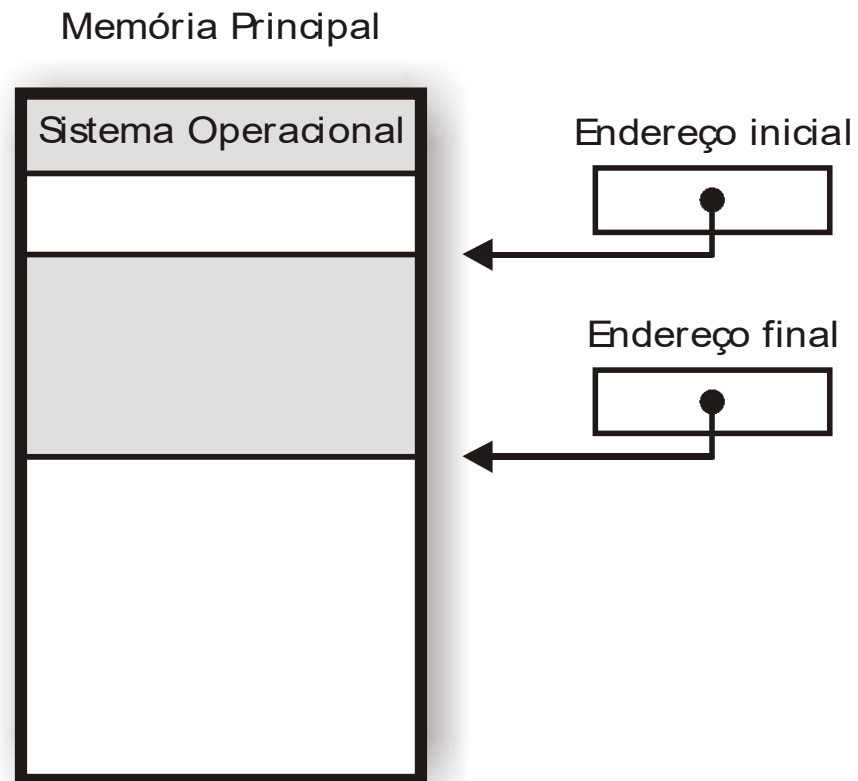 Memória Principal
Sistema Operacional
Endereço inicial
Endereço final